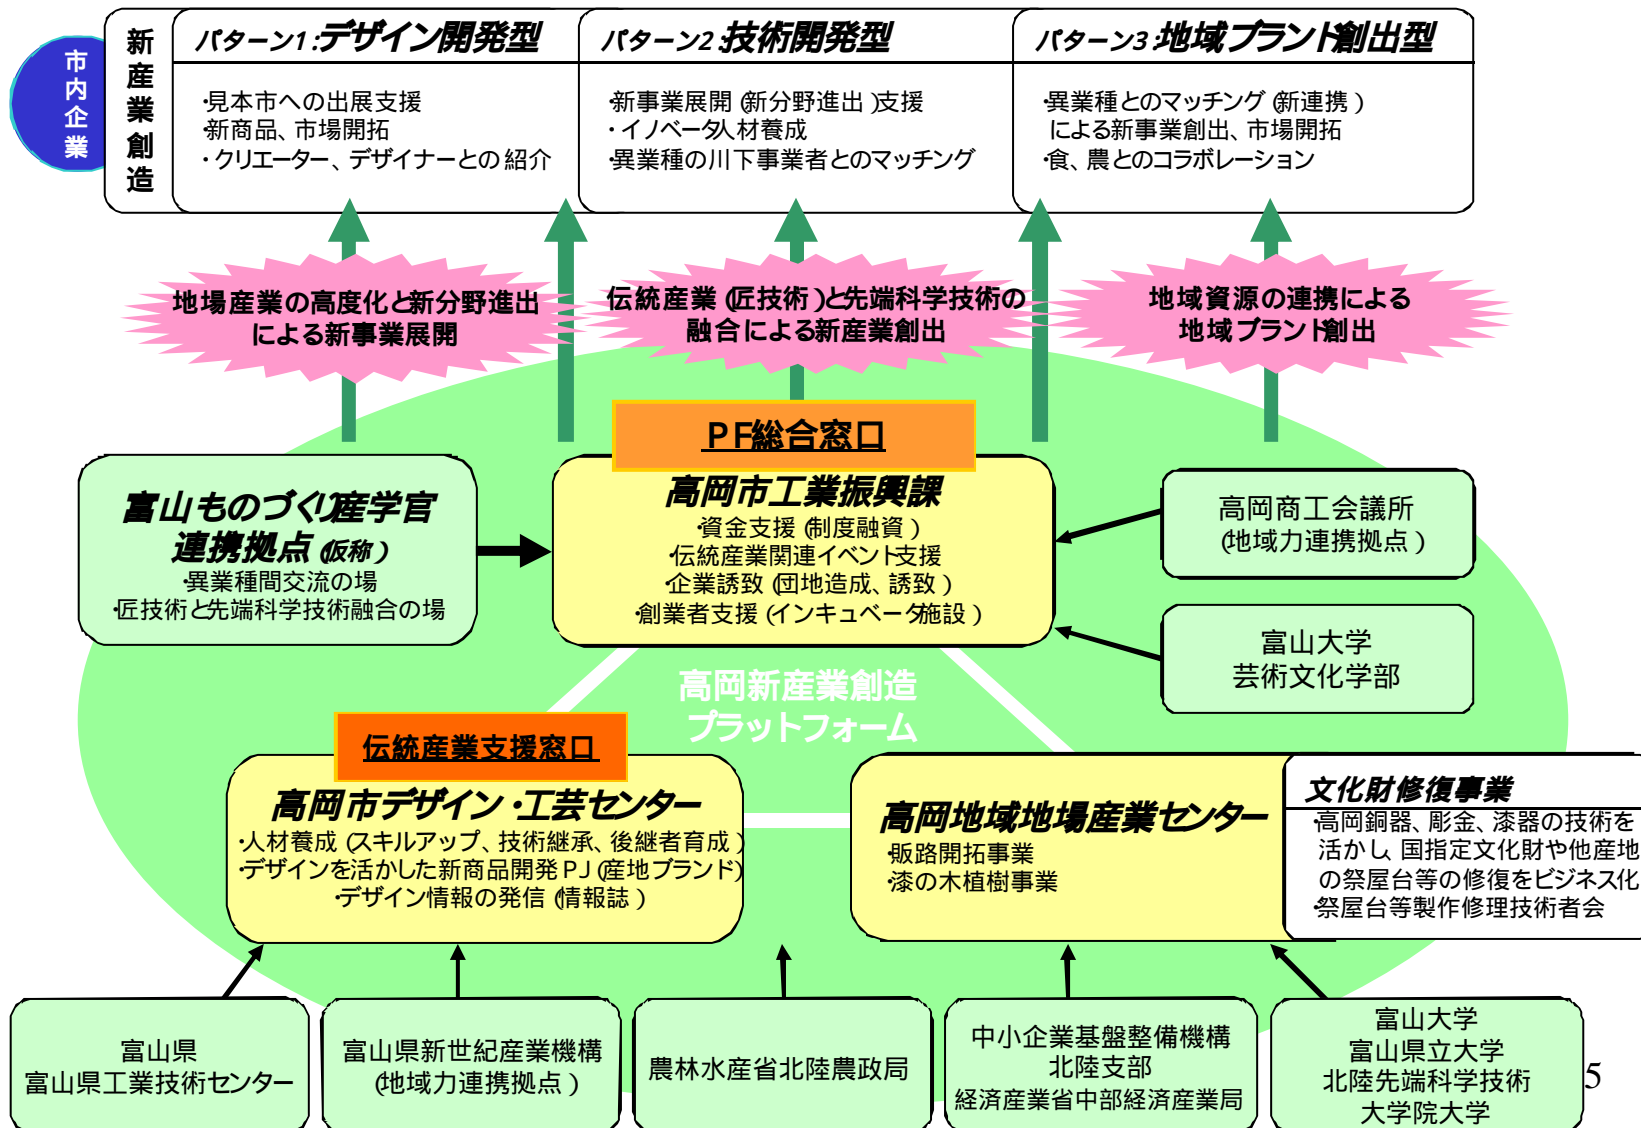 市内企業
新産業創造
パターン1:デザイン開発型
・見本市への出展支援
・新商品、市場開拓
・クリエーター、デザイナーとの紹介
パターン2:技術開発型
・新事業展開(新分野進出)支援
・イノベータ人材養成
・異業種の川下事業者とのマッチング
パターン3:地域ブランド創出型
・異業種とのマッチング(新連携)
による新事業創出、市場開拓
・食、農とのコラボレーション
地場産業の高度化と新分野進出
による新事業展開
伝統産業(匠技術)と先端科学技術の
融合による新産業創出
地域資源の連携による
地域ブランド創出
PF総合窓口
高岡市工業振興課
・資金支援(制度融資)
・伝統産業関連イベント支援
・企業誘致(団地造成、誘致)
・創業者支援(インキュベータ施設)
富山ものづくり産学官
連携拠点(仮称)
・異業種間交流の場
・匠技術と先端科学技術融合の場
高岡商工会議所
(地域力連携拠点)
富山大学
芸術文化学部
高岡新産業創造
プラットフォーム
伝統産業支援窓口
高岡市デザイン・工芸センター
・人材養成(スキルアップ、技術継承、後継者育成)
・デザインを活かした新商品開発PJ(産地ブランド)
・デザイン情報の発信(情報誌)
高岡地域地場産業センター
・販路開拓事業
・漆の木植樹事業
文化財修復事業
・高岡銅器、彫金、漆器の技術を
活かし、国指定文化財や他産地
の祭屋台等の修復をビジネス化
・祭屋台等製作修理技術者会
富山県
富山県工業技術センター
富山県新世紀産業機構
(地域力連携拠点)
農林水産省北陸農政局
中小企業基盤整備機構
北陸支部
経済産業省中部経済産業局
富山大学
富山県立大学
北陸先端科学技術
大学院大学
5